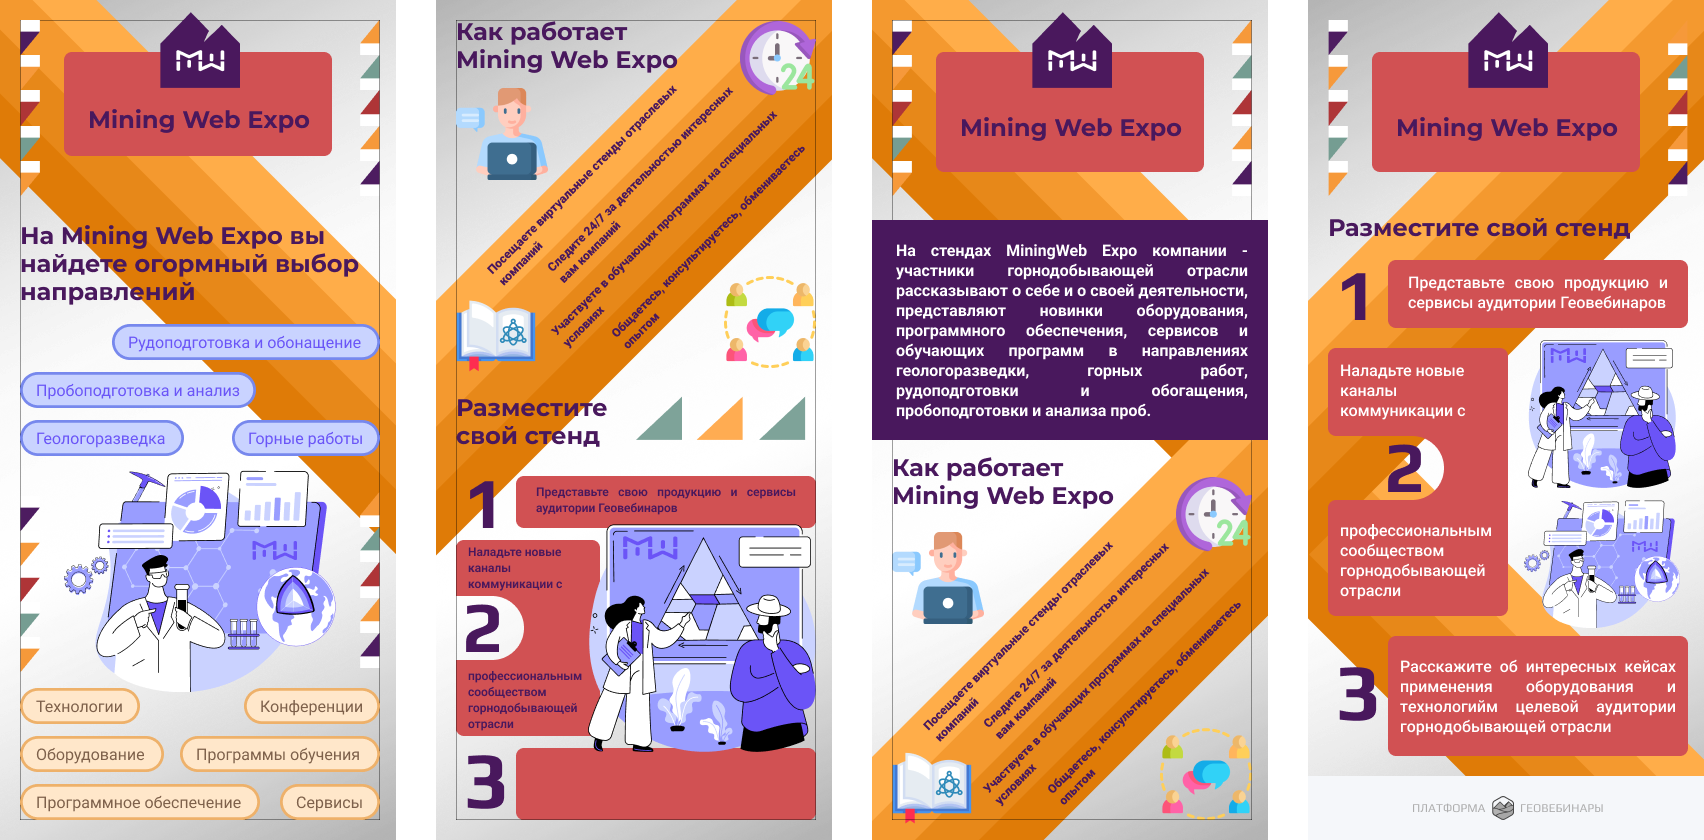 MW
Mining Web Expo
На Mining Web Expo вы
найдете огормный выбор
направлений
Рудоподготовка и обонащение
Пробоподготовка и анализ
Геологоразведка
Горные работы
MW
Технологии
Конференции
Оборудование
Программы обучения
Программное обеспечение
Сервисы
Как работает
Mining Web Expo
24
Посещаете виртуальные стенды отраслевых
компаний
Следите 24/7 за деятельностью интересных
вам компаний
Участвуете в обучающих программах на специальных
условиях
Общаетесь, консультируетесь, обмениваетесь
опытом
Разместите
свой стенд
1
Представьте свою продукцию и сервисы
аудитории Геовебинаров
Наладьте новые
каналы
коммуникации с
2
профессиональным
сообществом
горнодобывающей
отрасли
MW
3
MW
Mining Web Expo
На стендах MiningWeb Expo компании -
участники горнодобывающей отрасли
рассказывают о себе и о своей деятельности,
представляют новинки оборудования,
программного обеспечения, сервисов и
обучающих программ в направлениях
геологоразведки, горных работ,
рудоподготовки и обогащения,
пробоподготовки и анализа проб.
Как работает
Mining Web Expo
24
Посещаете виртуальные стенды отраслевых
компаний
Следите 24/7 за деятельностью интересных
вам компаний
Участвуете в обучающих программах на специальных
условиях
Общаетесь, консультируетесь, обмениваетесь
опытом
MW
Mining Web Expo
Разместите свой стенд
1
Представьте свою продукцию и
сервисы аудитории Геовебинаров
Наладьте новые
каналы
коммуникации с
2
профессиональным
сообществом
горнодобывающей
отрасли
MW
MW
3
Расскажите об интересных кейсах
применения оборудования и
технологийм целевой аудитории
горнодобывающей отрасли
ПЛАТФОРМА ГЕОВЕБИНАРЫ